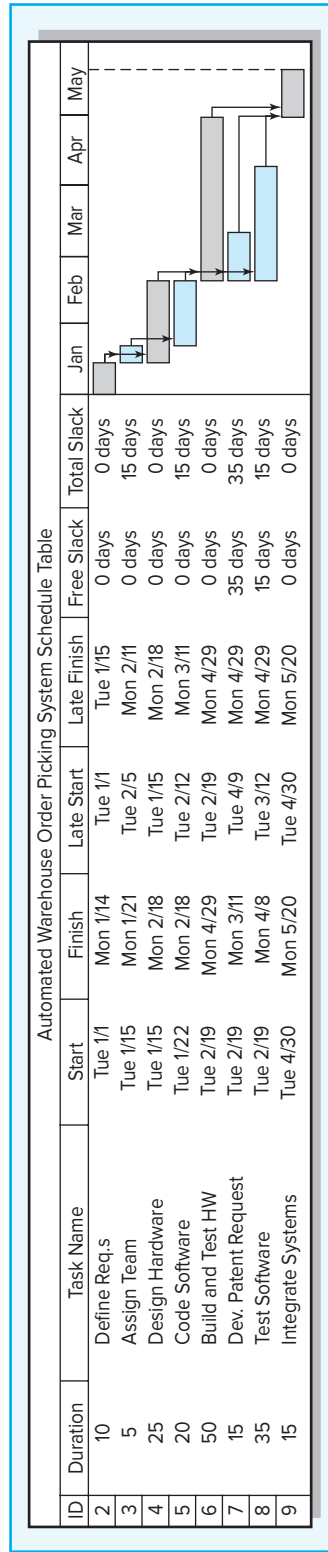 Automated Warehouse Order Picking System Schedule Table
ID Duration Task Name Start Finish Late Start Late Finish Free Slack Total Slack Jan Feb Mar Apr May
2 10 Define Req.s Tue 1/1 Mon 1/14 Tue 1/1 Tue 1/15 0 days 0 days
3 5 Assign Team Tue 1/15 Mon 1/21 Tue 2/5 Mon 2/11 0 days 15 days
4 25 Design Hardware Tue 1/15 Mon 2/18 Tue 1/15 Mon 2/18 0 days 0 days
5 20 Code Software Tue 1/22 Mon 2/18 Tue 2/12 Mon 3/11 0 days 15 days
6 50 Build and Test HW Tue 2/19 Mon 4/29 Tue 2/19 Mon 4/29 0 days 0 days
7 15 Dev. Patent Request Tue 2/19 Mon 3/11 Tue 4/9 Mon 4/29 35 days 35 days
8 35 Test Software Tue 2/19 Mon 4/8 Tue 3/12 Mon 4/29 15 days 15 days
9 15 Integrate Systems Tue 4/30 Mon 5/20 Tue 4/30 Mon 5/20 0 days 0 days